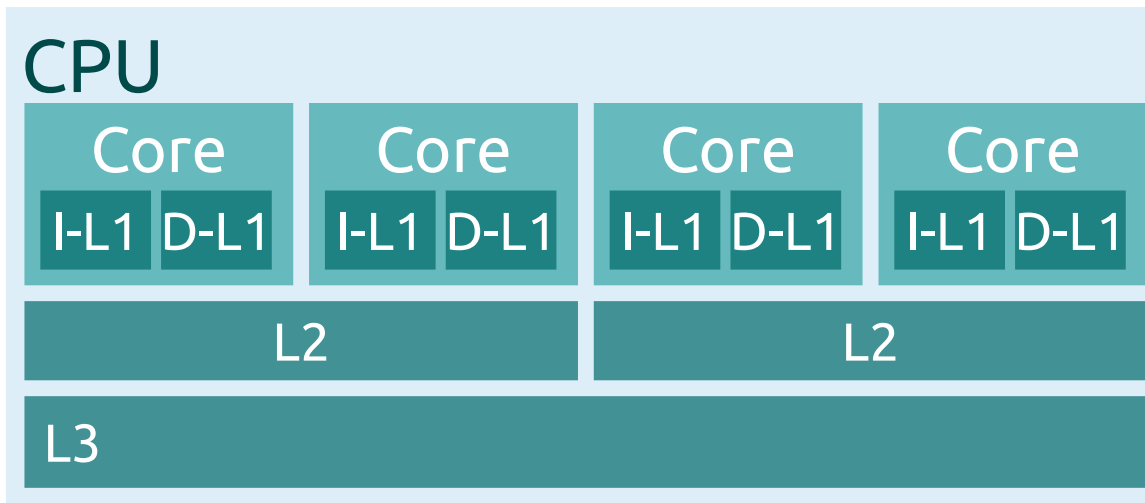 CPU
Core Core Core Core
I-L1 D-L1 I-L1 D-L1 I-L1 D-L1 I-L1 D-L1
L2 L2
L3